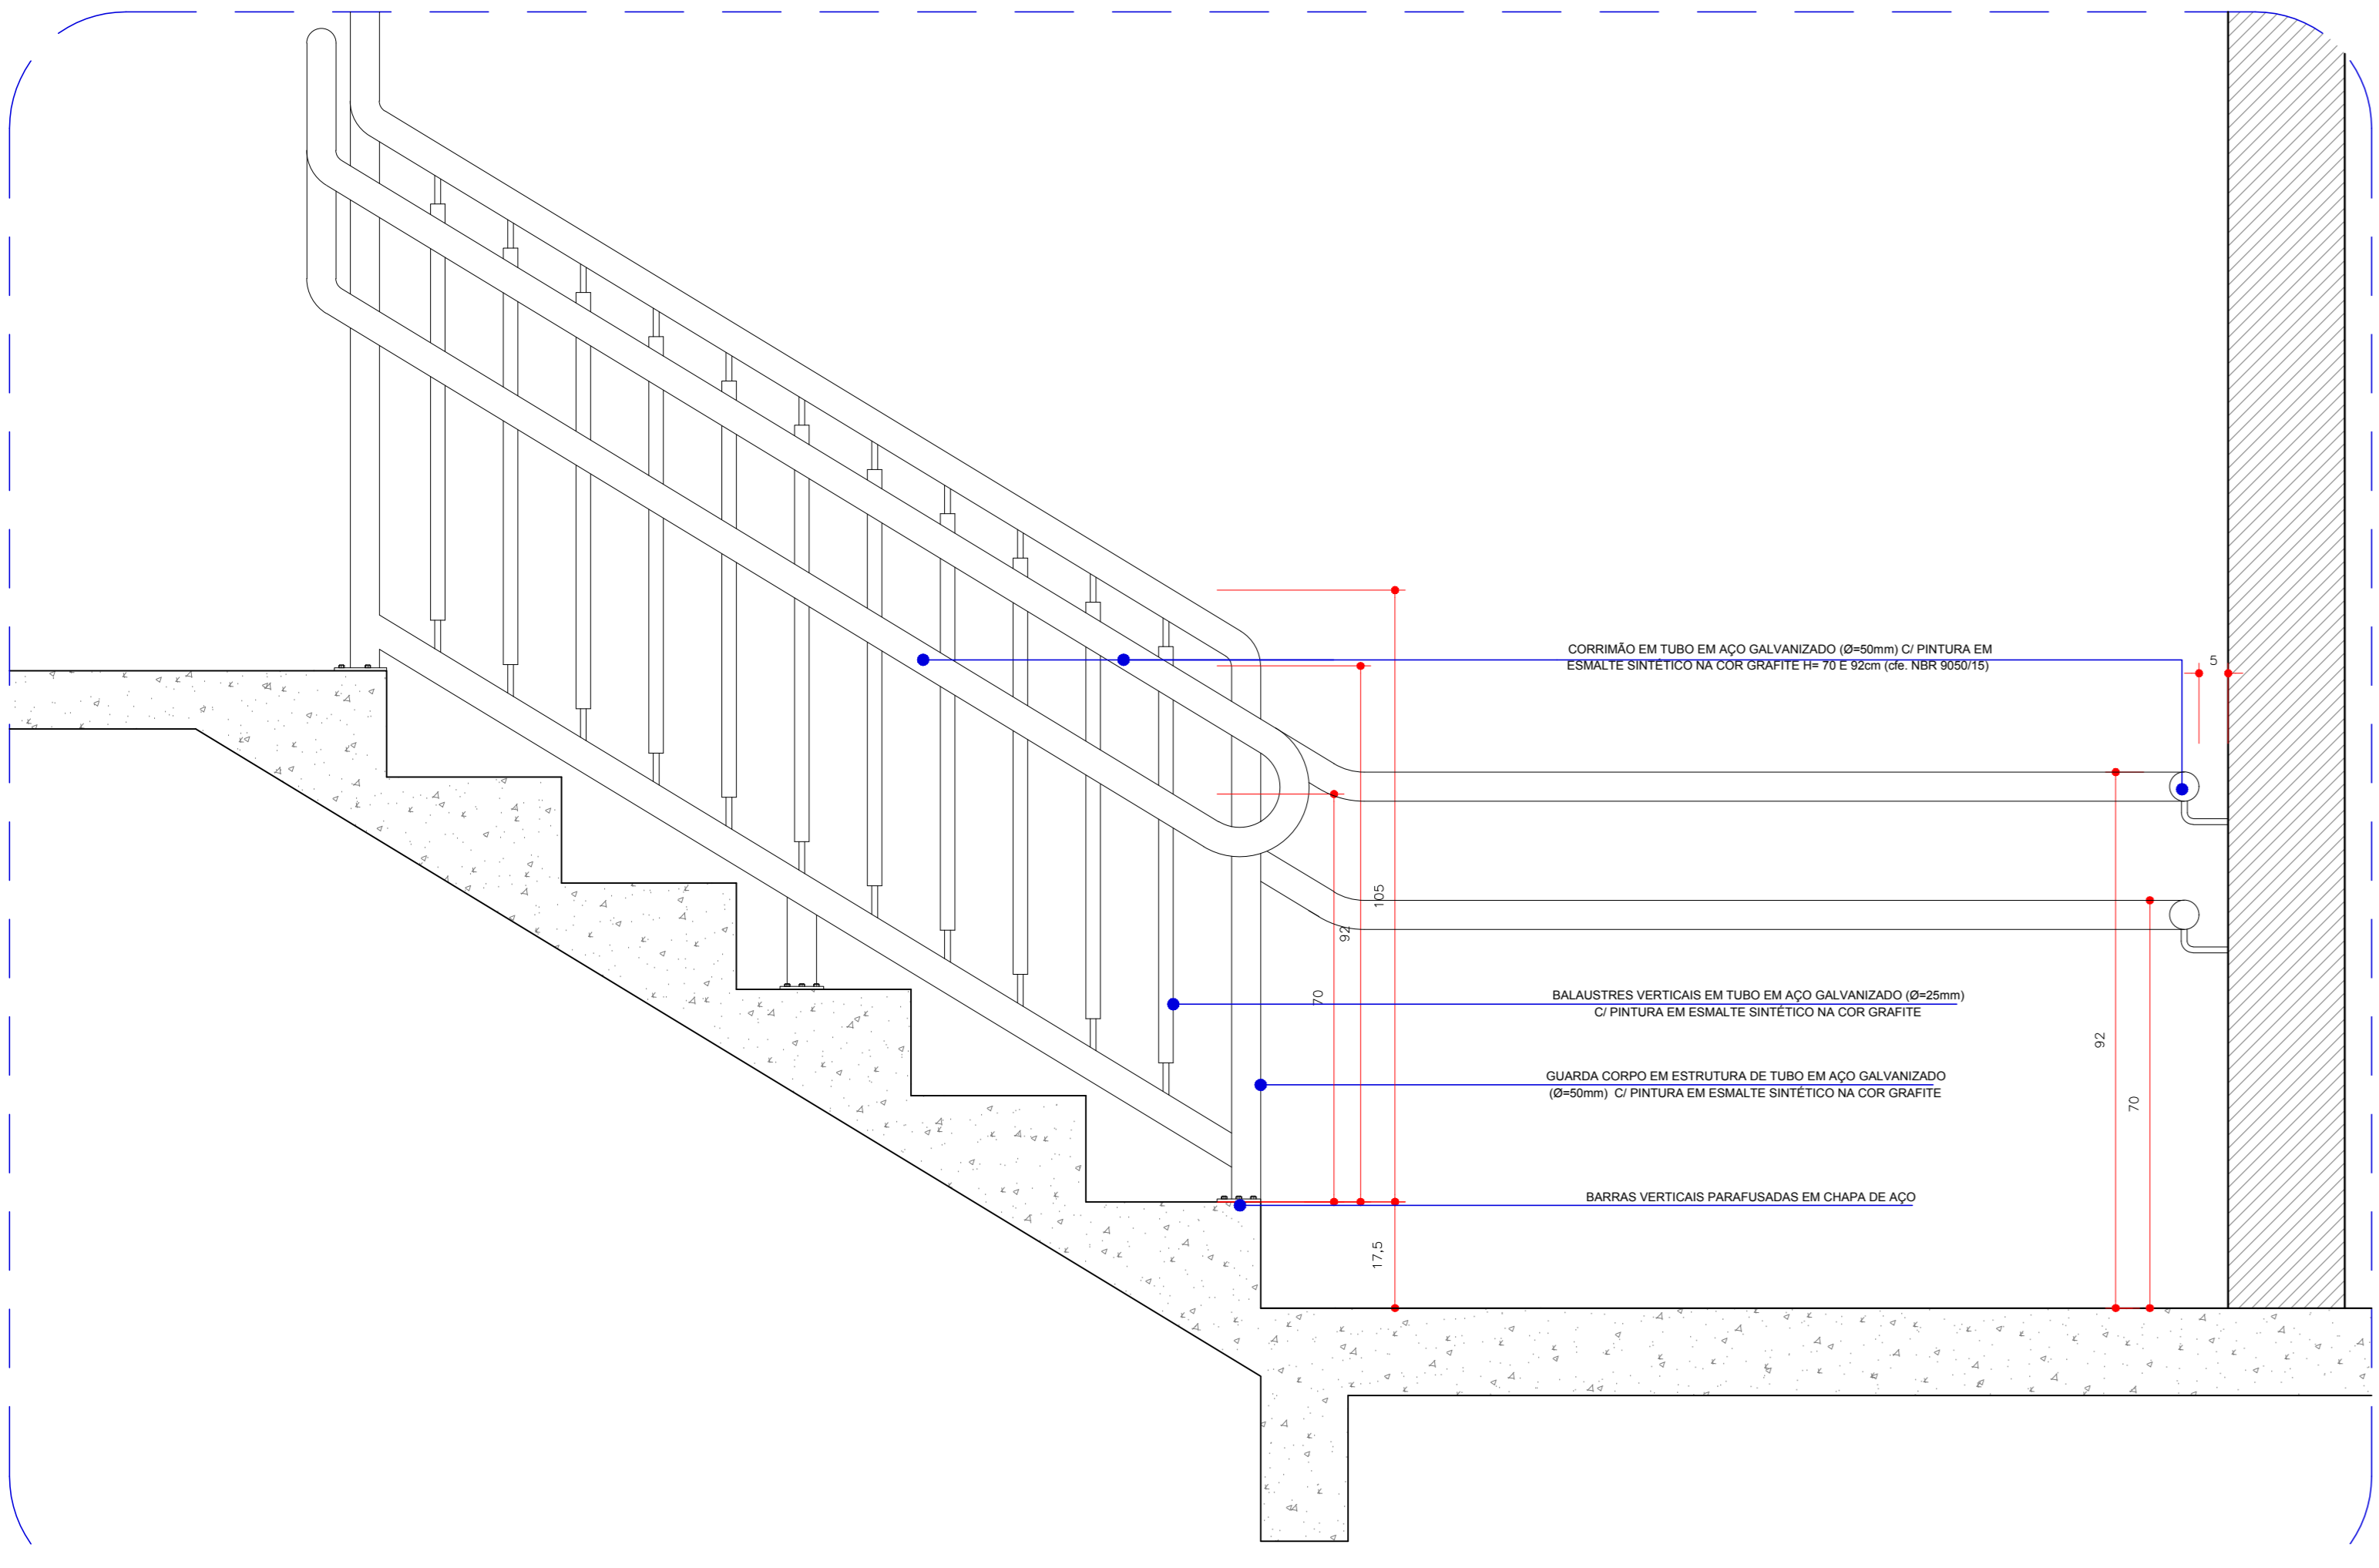 CORRIMÃO EM TUBO EM AÇO GALVANIZADO (Ø=50mm) C/ PINTURA EM
ESMALTE SINTÉTICO NA COR GRAFITE H= 70 E 92cm (cfe. NBR 9050/15)
5
105
92
70
BALAUSTRES VERTICAIS EM TUBO EM AÇO GALVANIZADO (Ø=25mm)
C/ PINTURA EM ESMALTE SINTÉTICO NA COR GRAFITE
92
70
GUARDA CORPO EM ESTRUTURA DE TUBO EM AÇO GALVANIZADO
(Ø=50mm) C/ PINTURA EM ESMALTE SINTÉTICO NA COR GRAFITE
BARRAS VERTICAIS PARAFUSADAS EM CHAPA DE AÇO
17,5